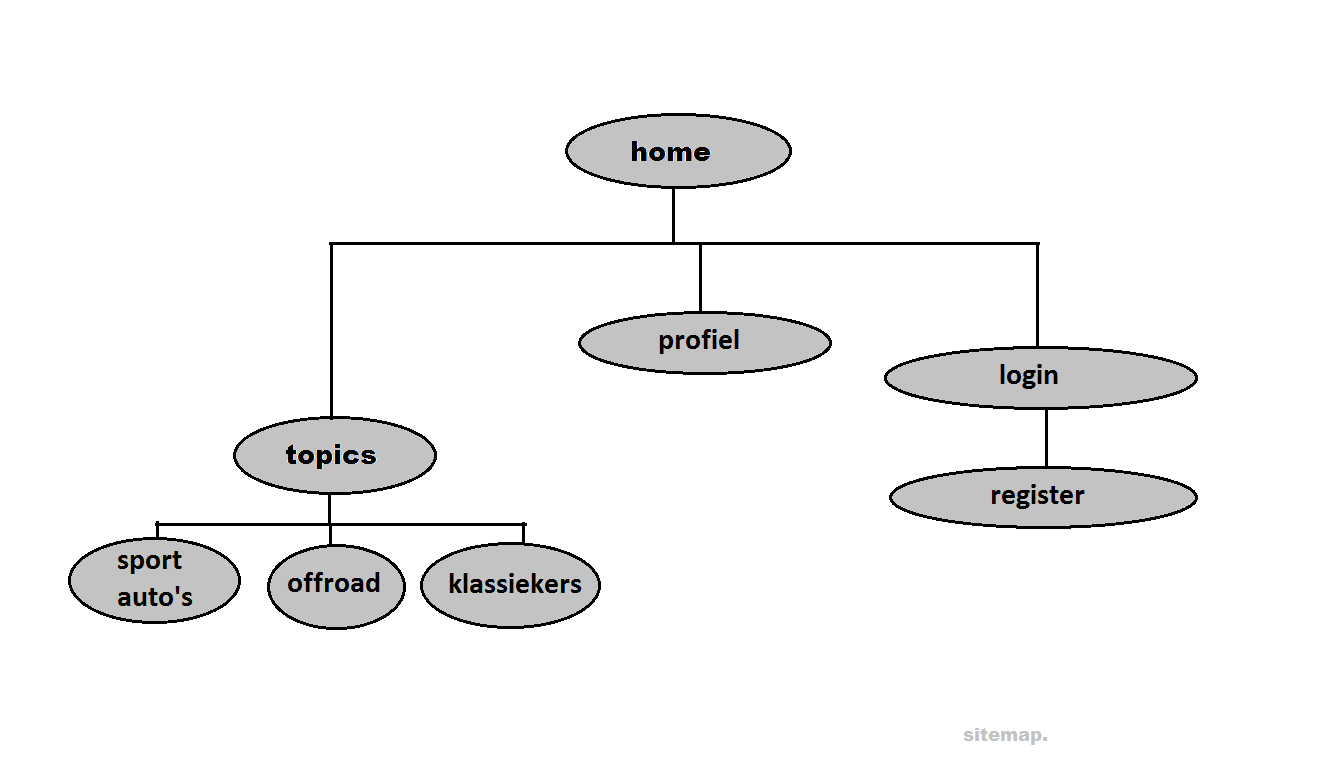 home
profiel
login
topics
register
sport
auto's
offroad
klassiekers
sitemap.